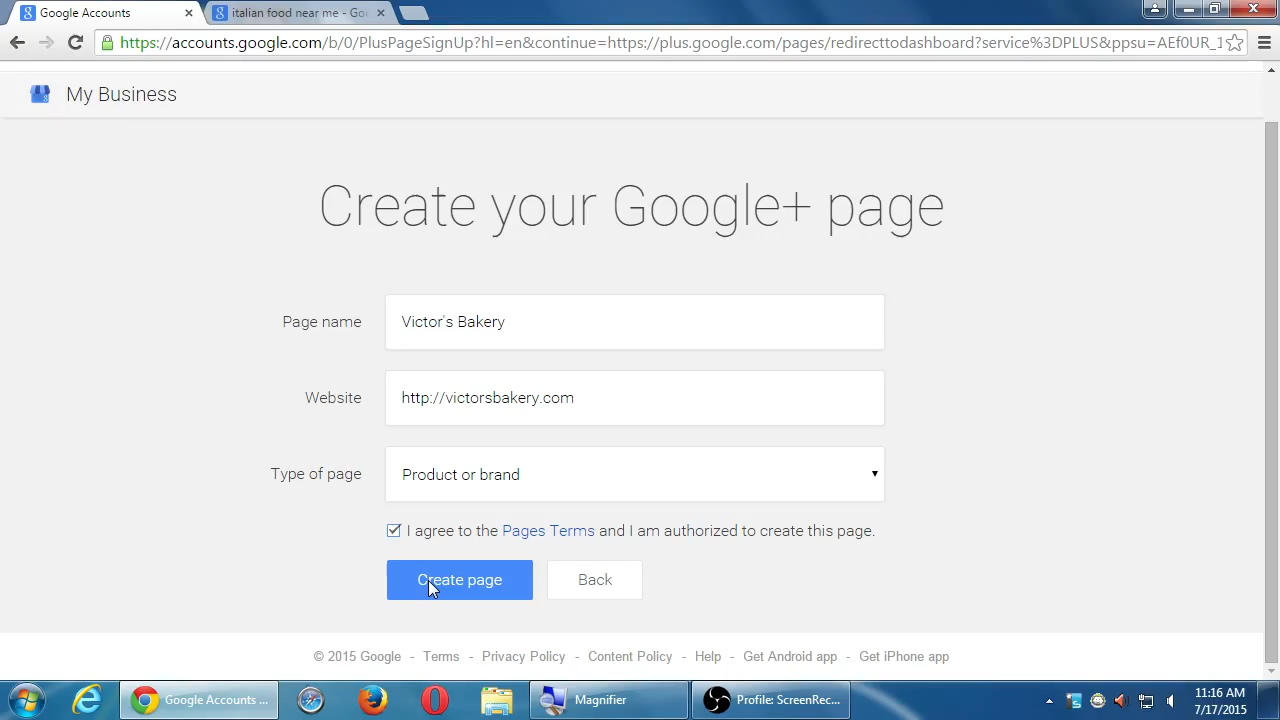 Google Accounts
italian food near me - Go
https://accounts.google.com/b/0/PlusPageSignUp?hl=en&continue=https://plus.google.com/pages/redirecttodashboard?service%3DPLUS&ppsu=AEf0UR_1
My Business
Create your Google+ page
Page name Victor's Bakery
Website http://victorsbakery.com
Type of page Product or brand
I agree to the Pages Terms and I am authorized to create this page.
Create page Back
© 2015 Google - Terms - Privacy Policy - Content Policy - Help - Get Android app - Get iPhone app
Google Accounts ...
Magnifier
Profile: ScreenRec...
11:16 AM
7/17/2015